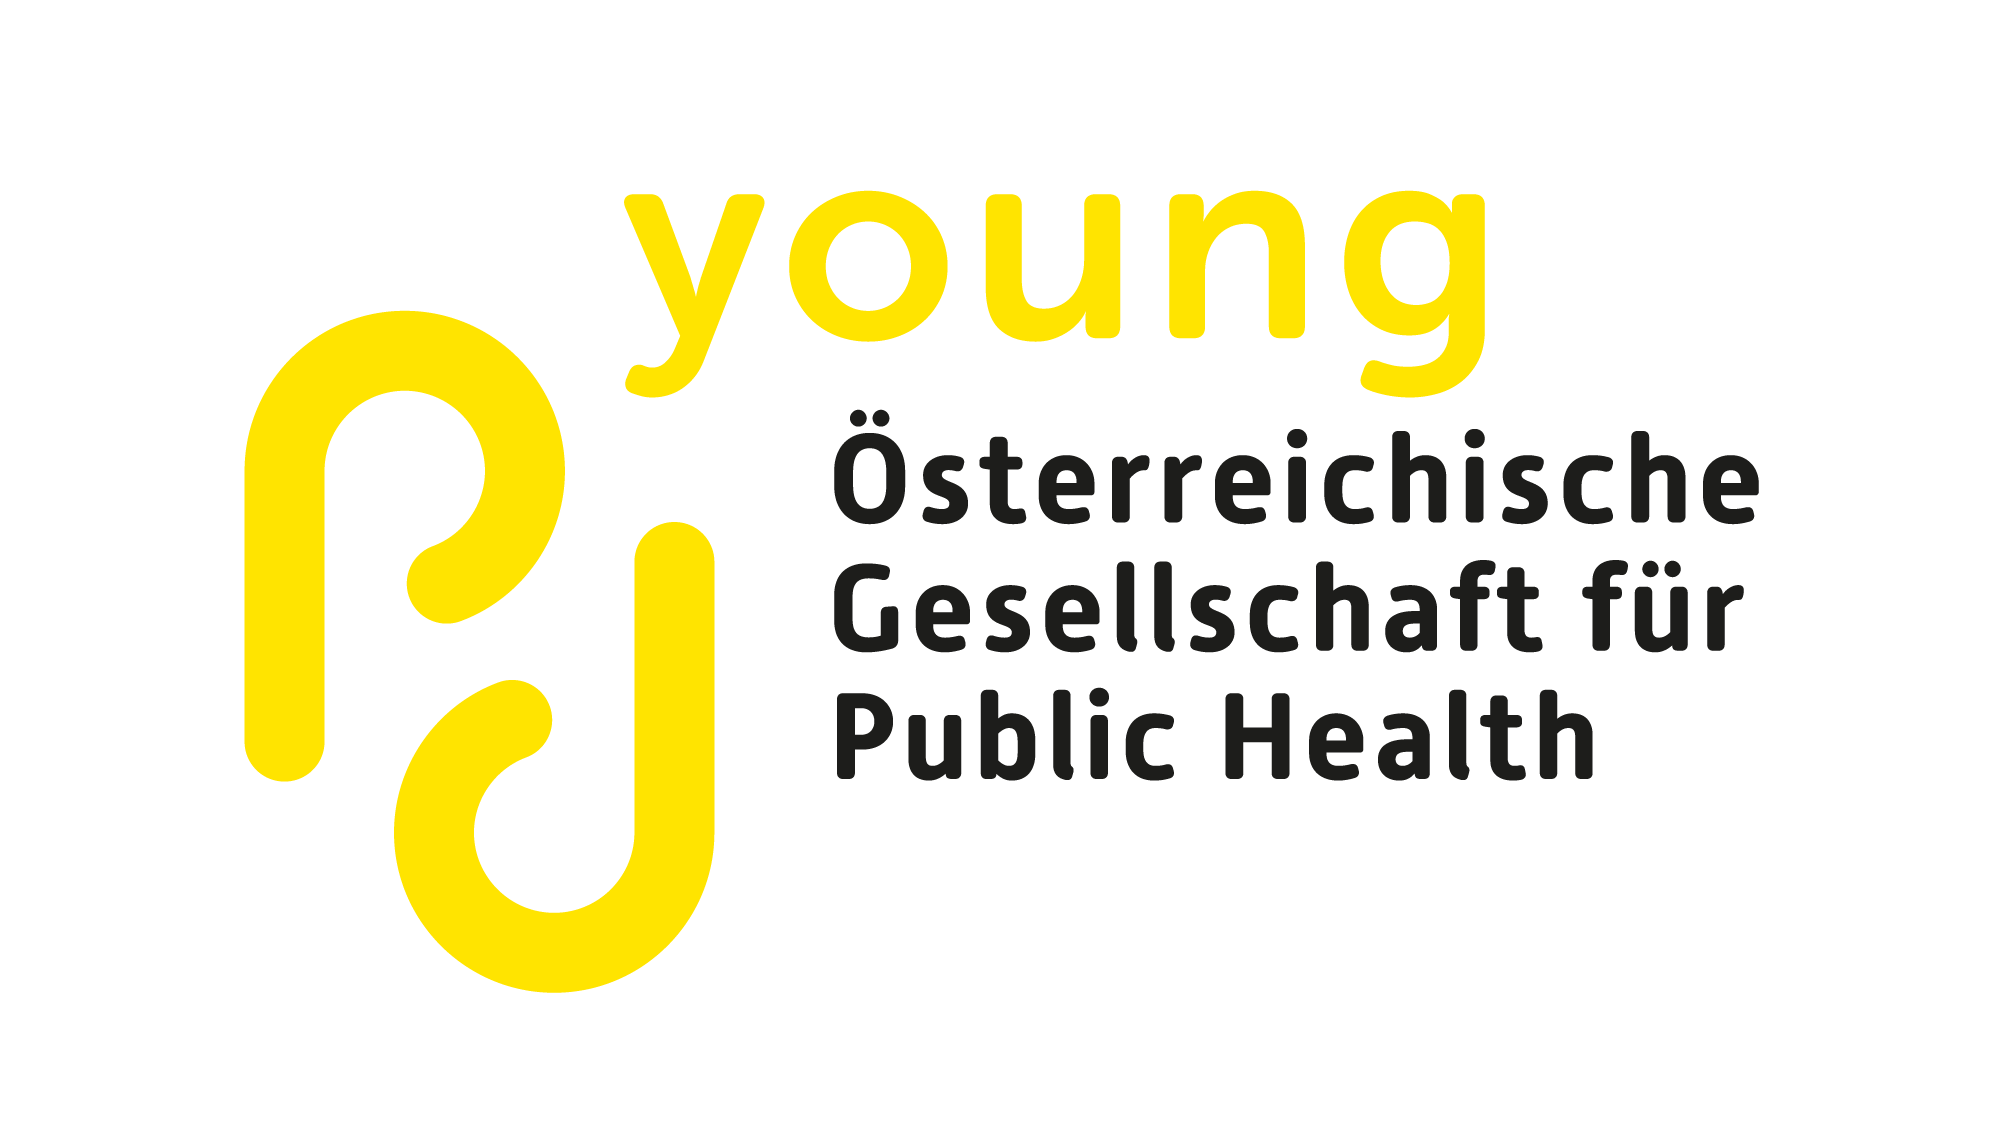 young
Österreichische
Gesellschaft für
Public Health